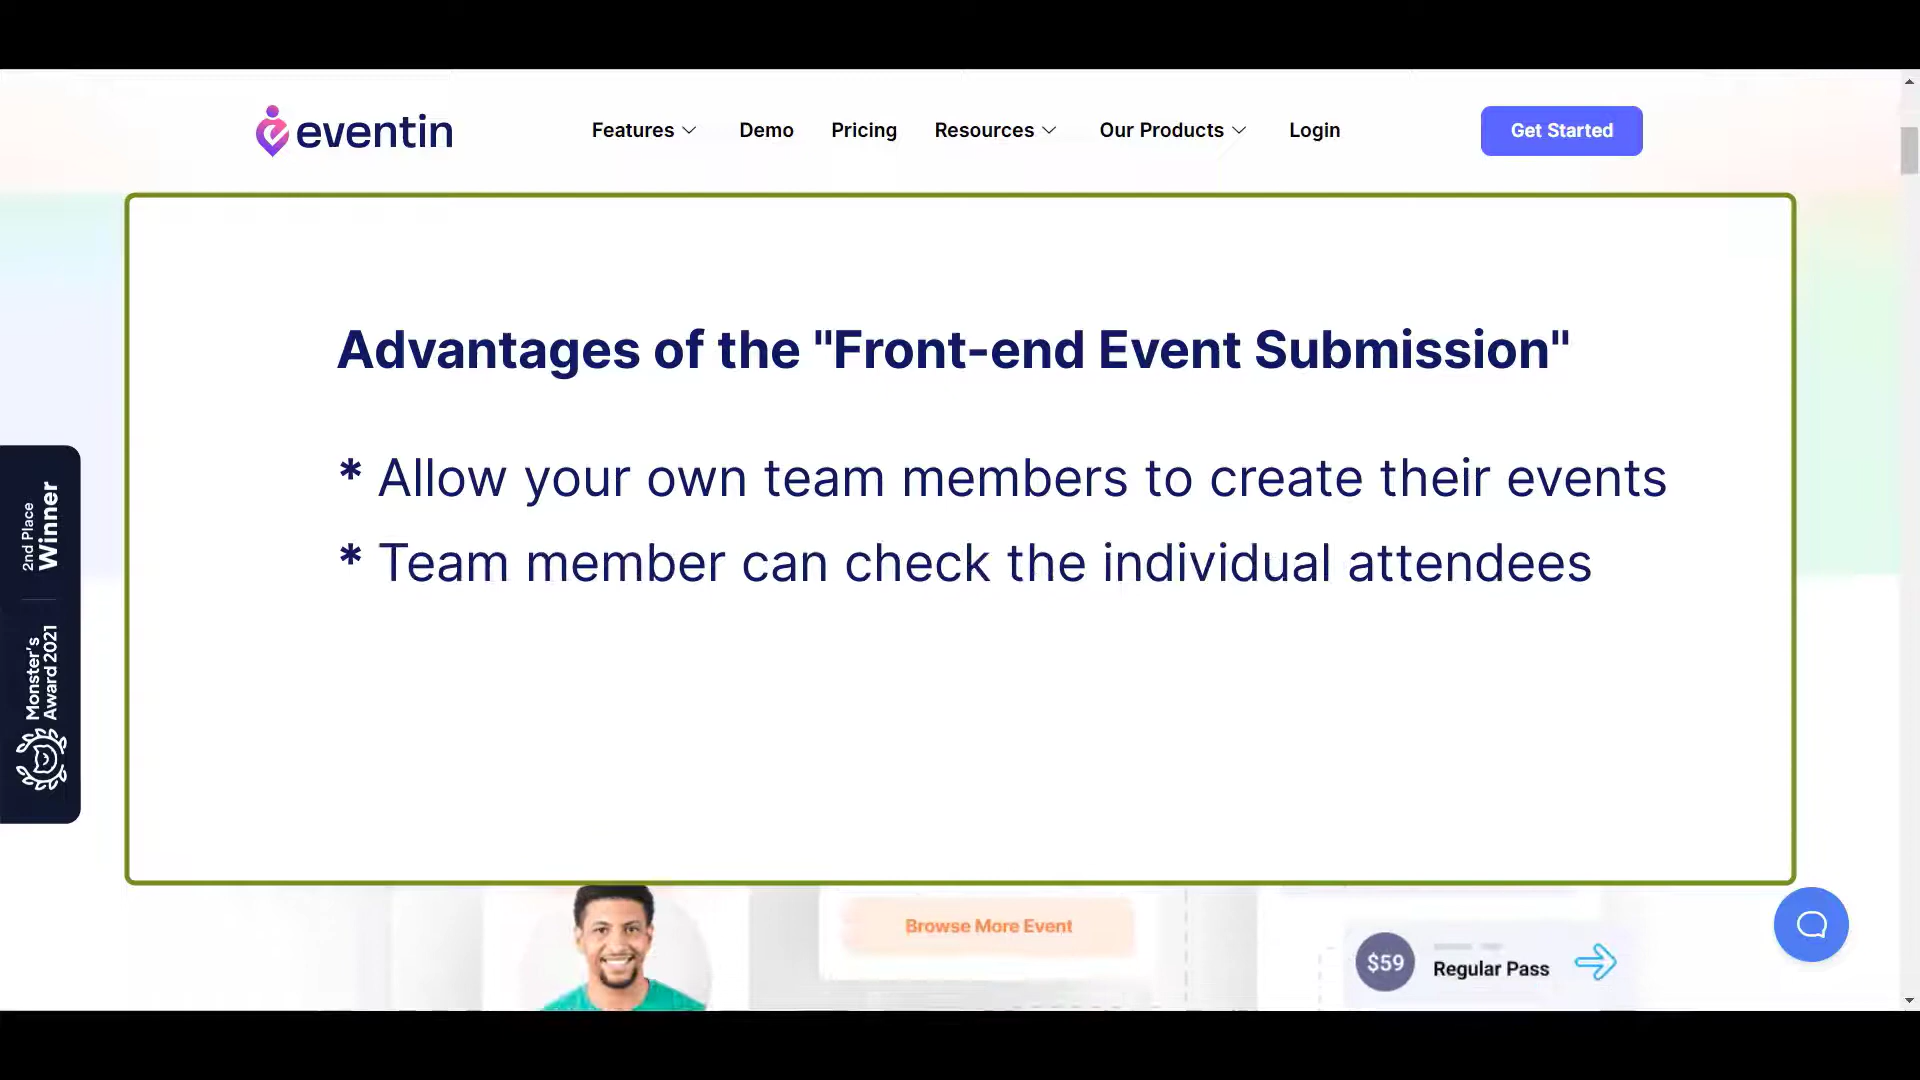 eventin
Features
Demo
Pricing
Resources
Our Products
Login
Get Started
Advantages of the "Front-end Event Submission"
* Allow your own team members to create their events
* Team member can check the individual attendees
2nd Place
Winner
Monster's
Award 2021
Browse More Event
$59
Regular Pass